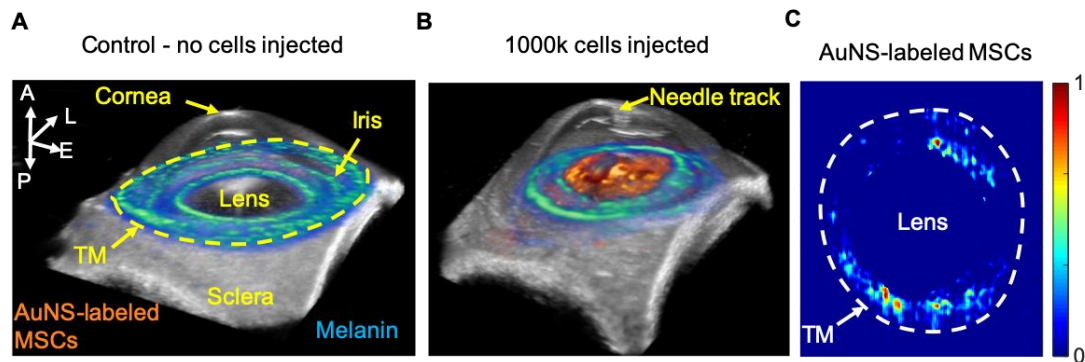 A
Control - no cells injected
A
L
E
P
Cornea
Iris
Lens
TM
Sclera
AuNS-labeled
MSCs
Melanin
B
1000k cells injected
Needle track
C
AuNS-labeled MSCs
Lens
TM
1
0